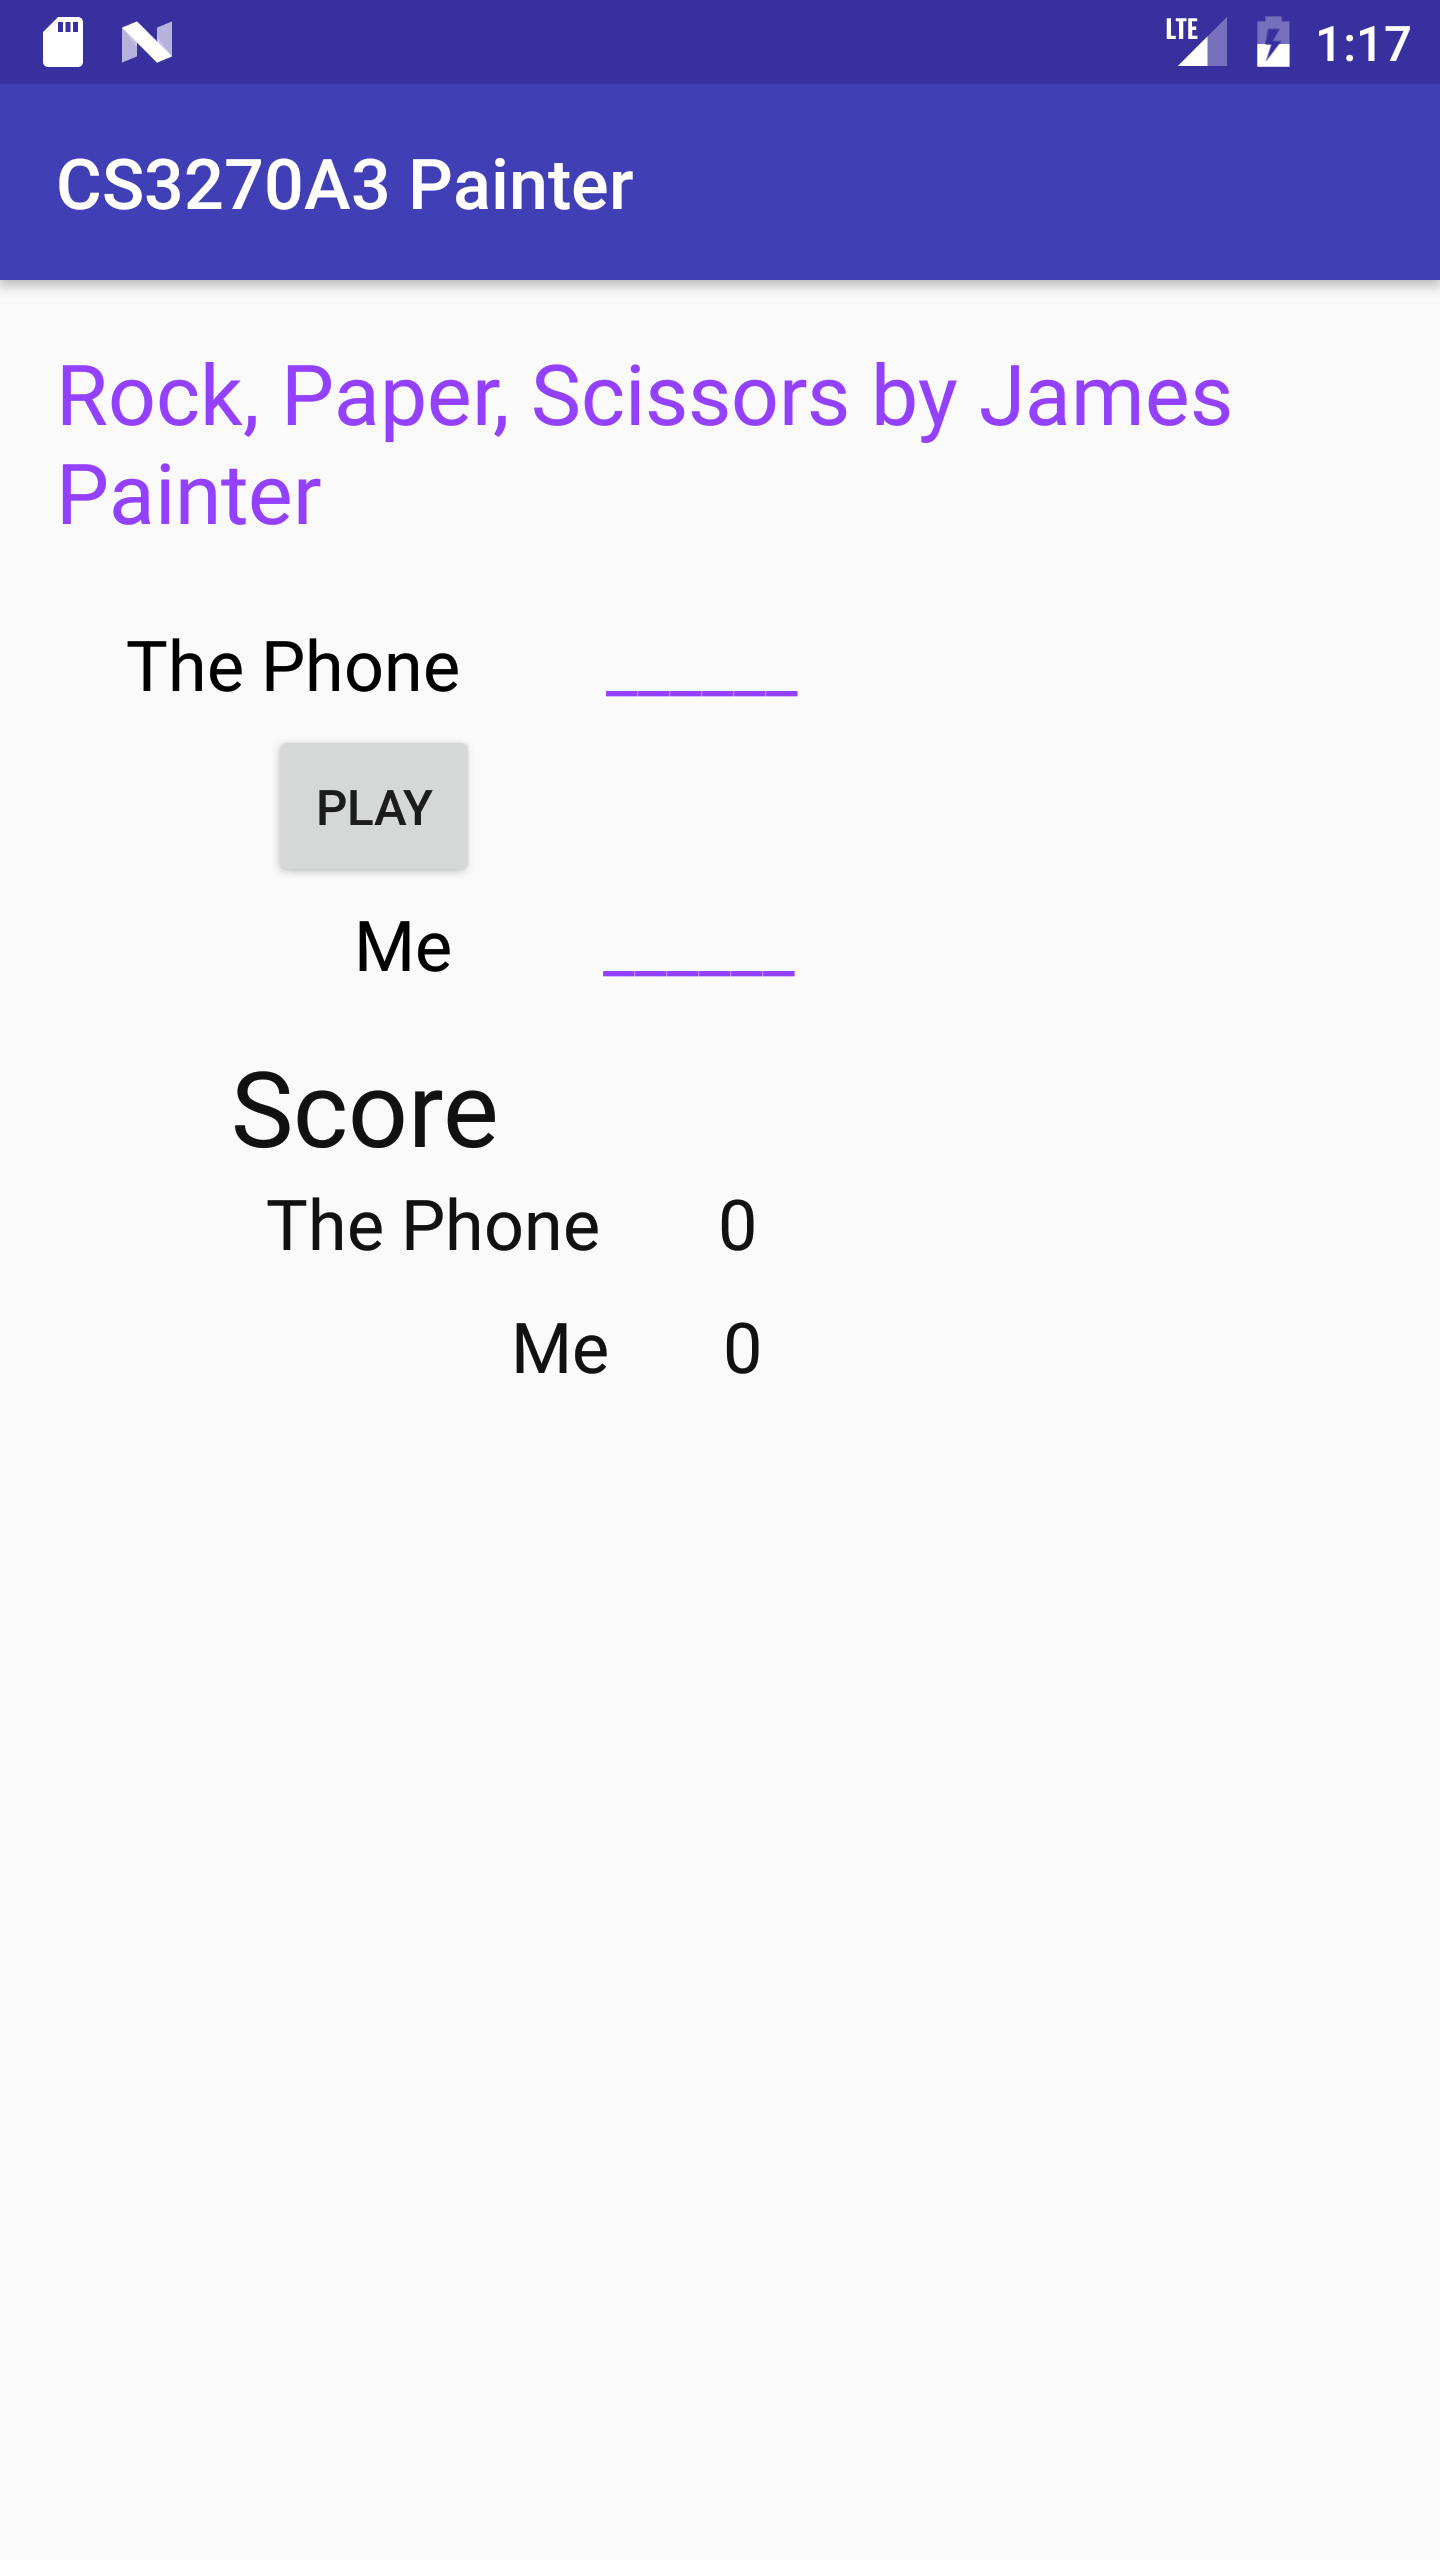 LTE 1:17
CS3270A3 Painter
Rock, Paper, Scissors by James
Painter
The Phone ______
PLAY
Me ______
Score
The Phone 0
Me 0